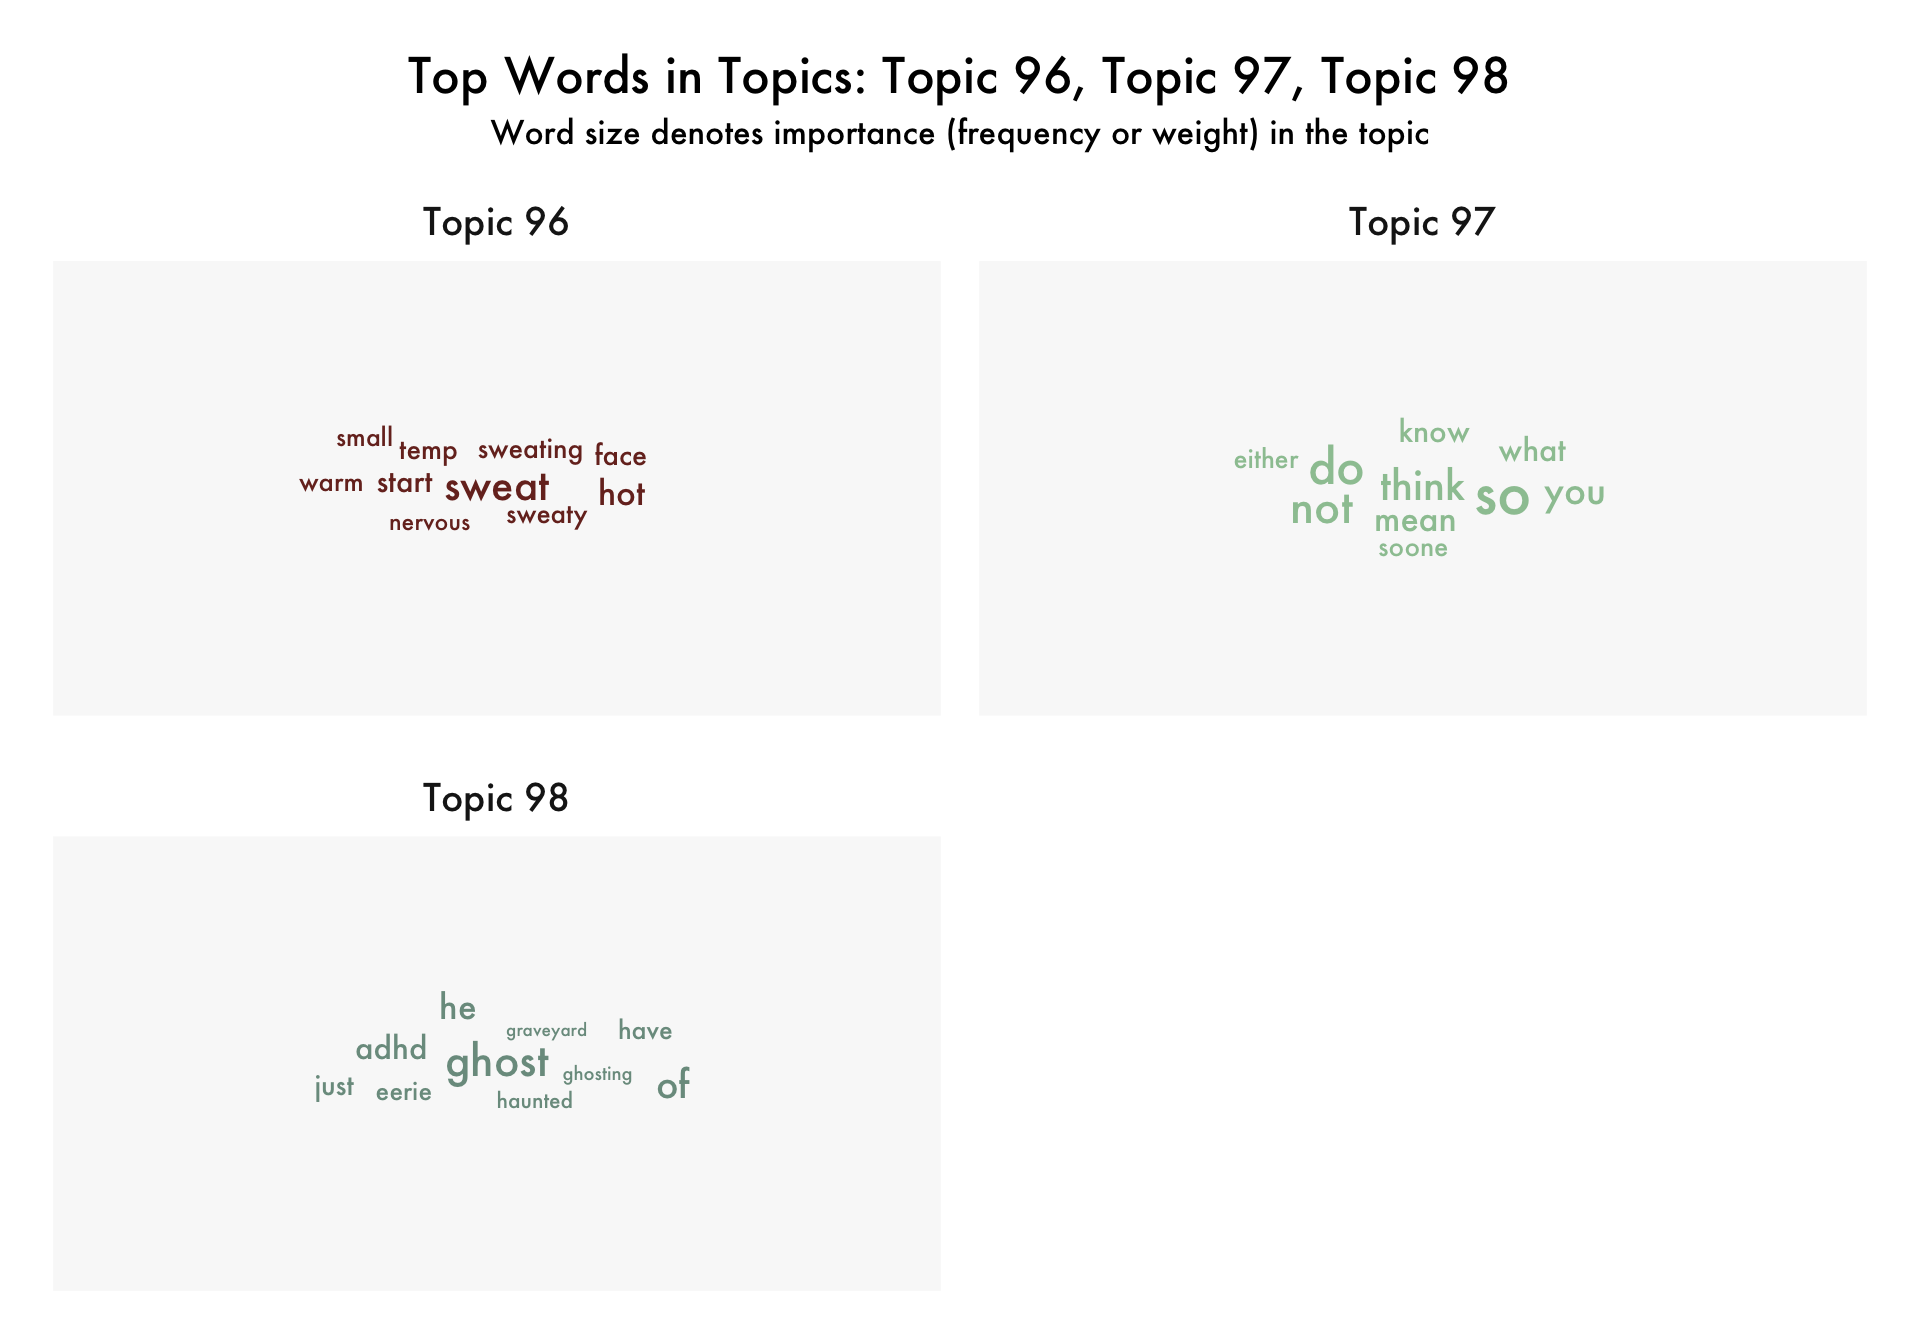 Top Words in Topics: Topic 96, Topic 97, Topic 98
Word size denotes importance (frequency or weight) in the topic
Topic 96
small temp sweating face
warm start sweat hot
nervous sweaty
Topic 97
know
either do think what
not mean so you
soone
Topic 98
he
graveyard have
adhd ghost ghosting of
just eerie haunted